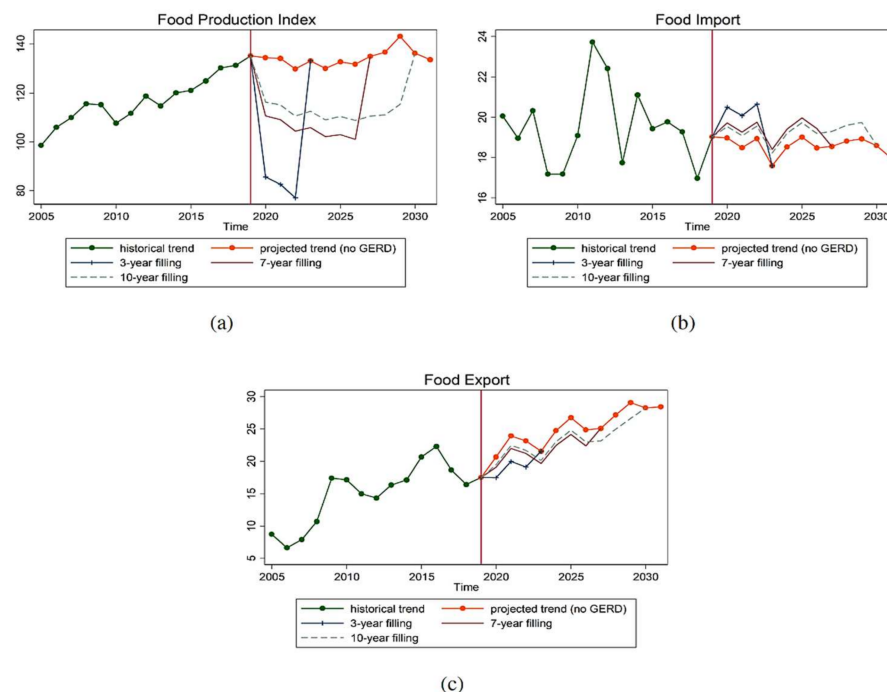 Food Production Index
140
120
100
80
2005 2010 2015 2020 2025 2030
Time
historical trend projected trend (no GERD)
3-year filling 7-year filling
10-year filling
(a)
Food Import
24
22
20
18
16
2005 2010 2015 2020 2025 2030
Time
historical trend projected trend (no GERD)
3-year filling 7-year filling
10-year filling
(b)
Food Export
30
25
20
15
10
5
2005 2010 2015 2020 2025 2030
Time
historical trend projected trend (no GERD)
3-year filling 7-year filling
10-year filling
(c)